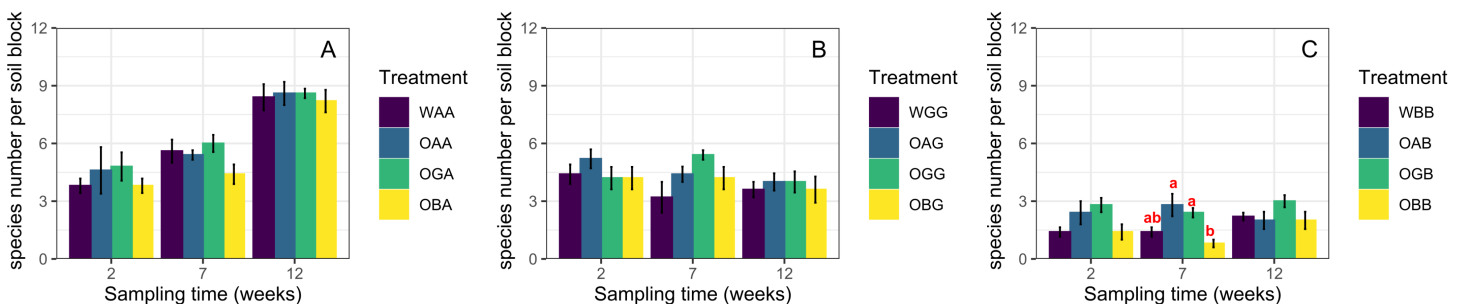 species number per soil block
12
9
6
3
0
A
2
7
12
Sampling time (weeks)
Treatment
WAA
OAA
OGA
OBA
species number per soil block
12
9
6
3
0
B
2
7
12
Sampling time (weeks)
Treatment
WGG
OAG
OGG
OBG
species number per soil block
12
9
6
3
0
C
ab
a
a
b
2
7
12
Sampling time (weeks)
Treatment
WBB
OAB
OGB
OBB